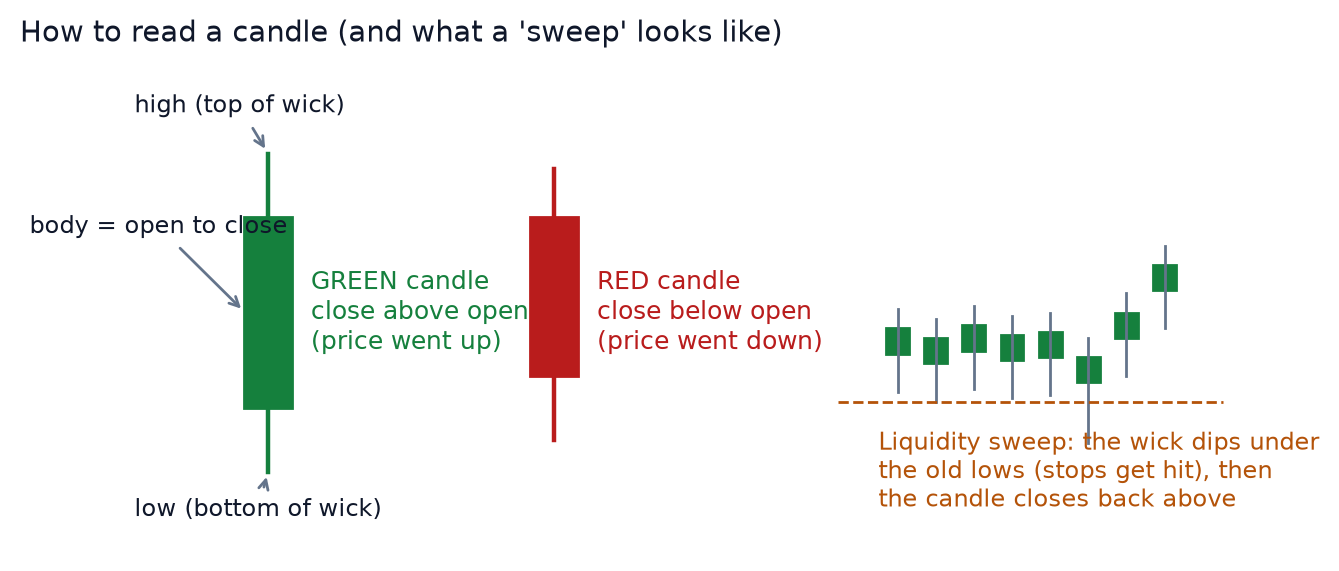 How to read a candle (and what a 'sweep' looks like)
high (top of wick)
body = open to close
GREEN candle
close above open
(price went up)
RED candle
close below open
(price went down)
Liquidity sweep: the wick dips under
the old lows (stops get hit), then
the candle closes back above
low (bottom of wick)